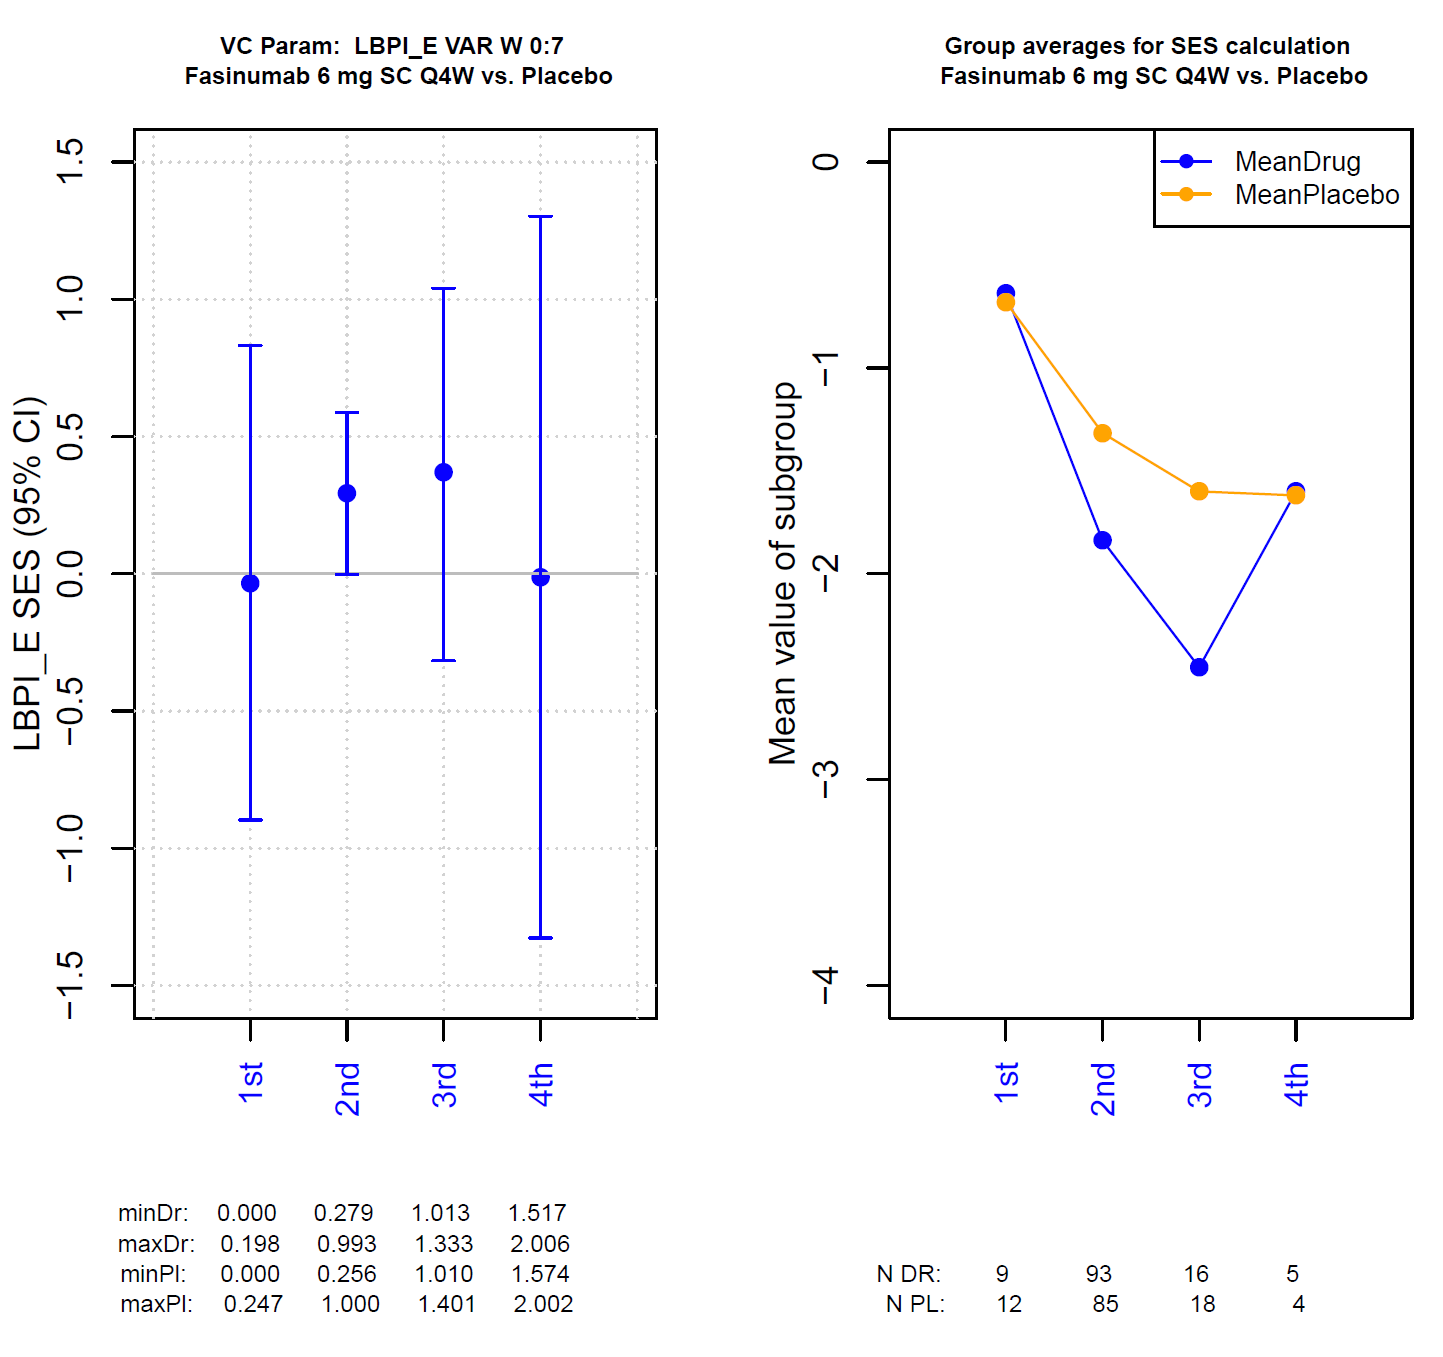 VC Param:  LBPI_E VAR W 0:7
Fasinumab 6 mg SC Q4W vs. Placebo
LBPI_E SES (95% CI)
1.5
1.0
0.5
0.0
−0.5
−1.0
−1.5
1st 2nd 3rd 4th
minDr: 0.000 0.279 1.013 1.517
maxDr: 0.198 0.993 1.333 2.006
minPl: 0.000 0.256 1.010 1.574
maxPl: 0.247 1.000 1.401 2.002
Group averages for SES calculation
Fasinumab 6 mg SC Q4W vs. Placebo
MeanDrug
MeanPlacebo
Mean value of subgroup
0
−1
−2
−3
−4
1st 2nd 3rd 4th
N DR: 9 93 16 5
N PL: 12 85 18 4